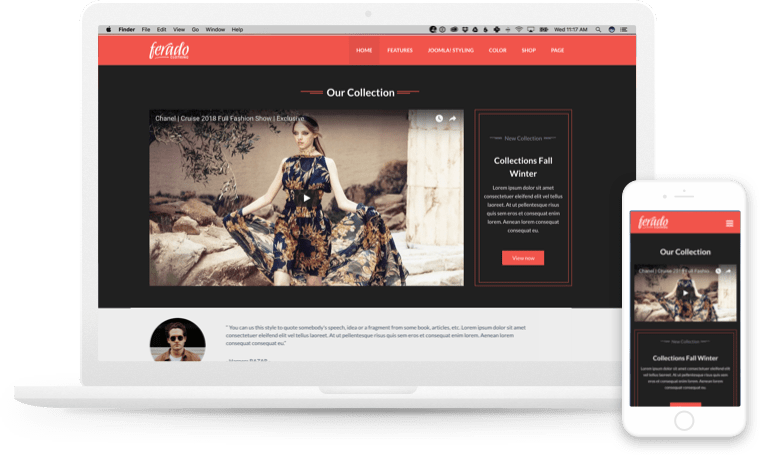 Finder File Edit View Go Window Help
Wed 11:17 AM
ferado
HOME FEATURES JOOMLA! STYLING COLOR SHOP PAGE
Our Collection
Chanel | Cruise 2018 Full Fashion Show | Exclusive
New Collection
Collections Fall
Winter
Lorem ipsum dolor sit amet
consectetuer elit vel tellus
laoreet. At ut pellentesque risus
quis sem eros et consequat enim
lorem. Aenean lorem consequat
consequat eu.
View now
" You can us this style to quote somebody's speech, idea or a fragment from some book, articles, etc. Lorem ipsum dolor sit amet
consectetuer eleifend elit vel tellus laoreet. At ut pellentesque risus quis sem eros et consequat enim lorem. Aenean lorem consequat
consequat eu."
ferado
Our Collection
Chanel | Cruise 2018 Full Fashio...
New Collection
Collections Fall Winter
Lorem ipsum dolor sit amet consectetuer elit vel
tellus laoreet. At ut pellentesque risus quis sem
eros et consequat enim lorem. Aenean lorem
consequat consequat eu.